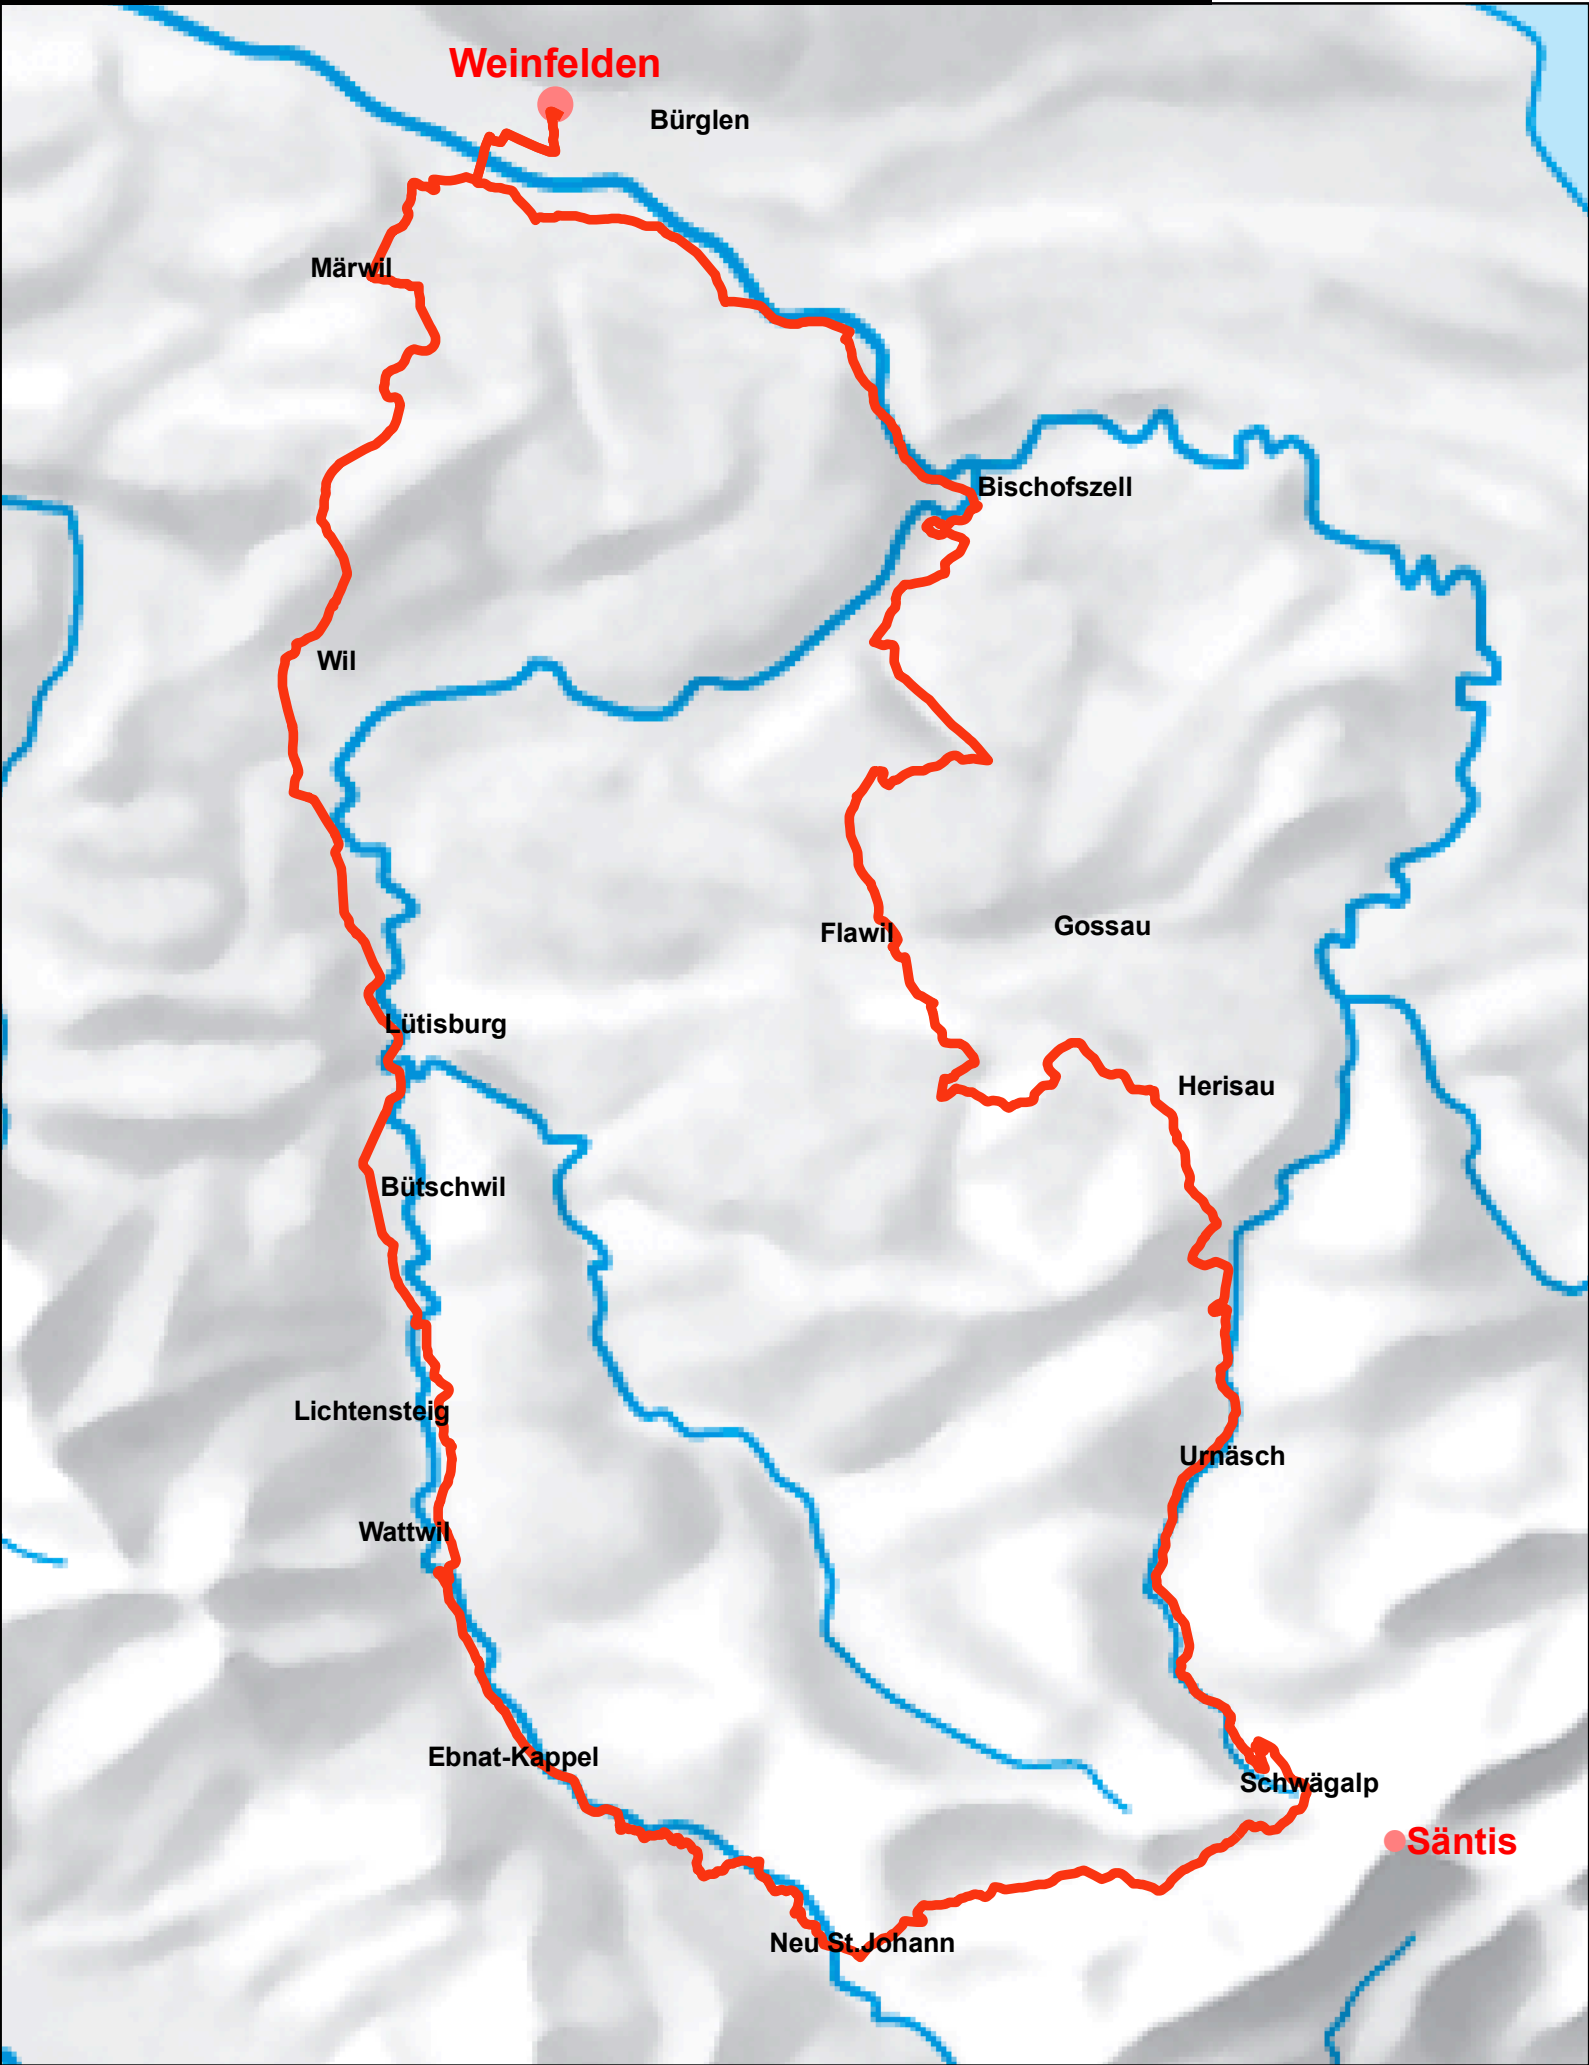 Weinfelden
Bürglen
Märwil
Bischofszell
Wil
Flawil
Gossau
Lütisburg
Herisau
Bütschwil
Lichtensteig
Urnäsch
Wattwil
Ebnat-Kappel
Schwägalp
Säntis
Neu St.Johann